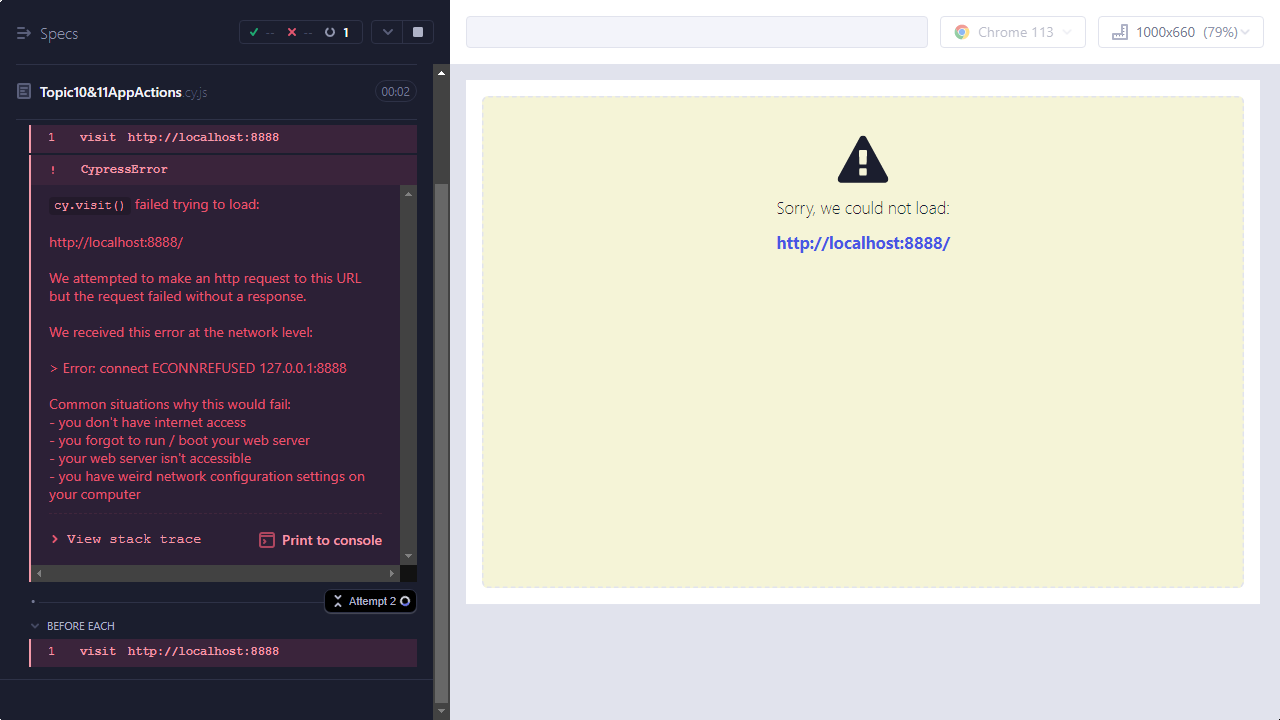 Specs
-- -- 1
Topic10&11AppActions.cy.js 00:02
1 visit http://localhost:8888
! CypressError
cy.visit() failed trying to load:
http://localhost:8888/
We attempted to make an http request to this URL
but the request failed without a response.
We received this error at the network level:
> Error: connect ECONNREFUSED 127.0.0.1:8888
Common situations why this would fail:
- you don't have internet access
- you forgot to run / boot your web server
- your web server isn't accessible
- you have weird network configuration settings on
your computer
View stack trace Print to console
Attempt 2
BEFORE EACH
1 visit http://localhost:8888
Chrome 113 1000x660 (79%)
Sorry, we could not load:
http://localhost:8888/